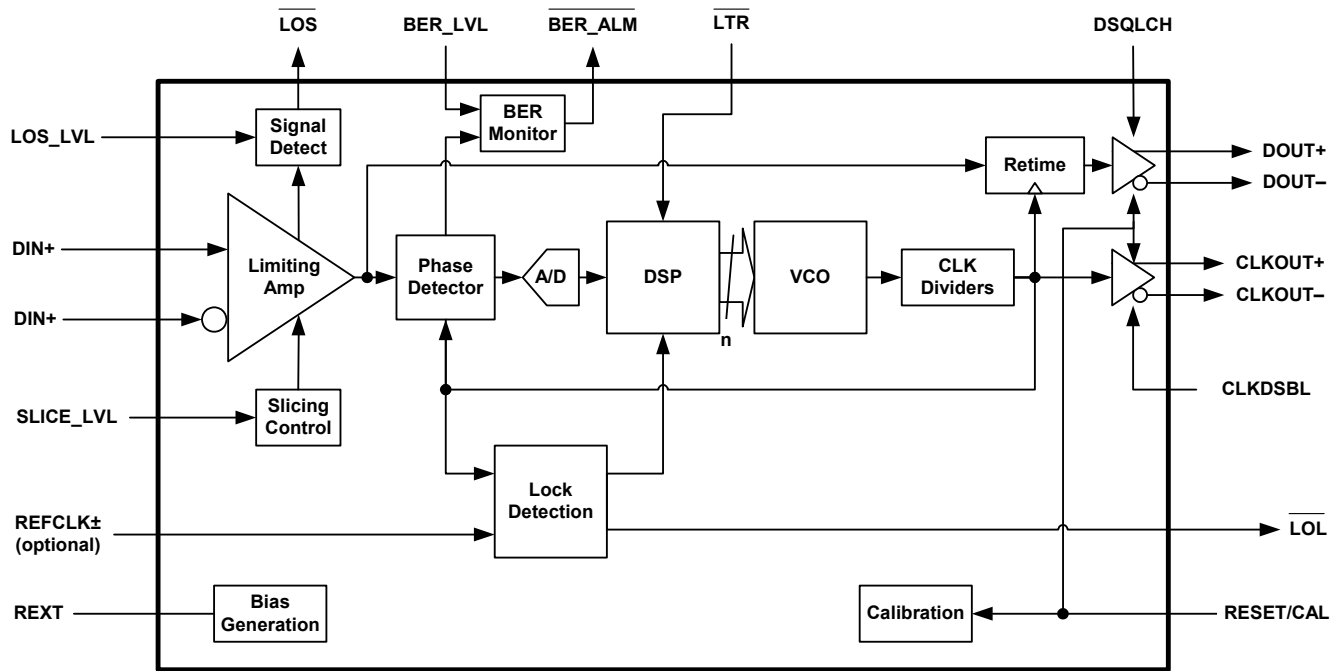 LOS
BER_LVL
BER_ALM
LTR
DSQLCH
LOS_LVL
Signal
Detect
BER
Monitor
Retime
DOUT+
DOUT–
DIN+
Limiting
Amp
Phase
Detector
A/D
DSP
n
VCO
CLK
Dividers
CLKOUT+
CLKOUT–
DIN+
SLICE_LVL
Slicing
Control
CLKDSBL
Lock
Detection
REFCLK±
(optional)
LOL
REXT
Bias
Generation
Calibration
RESET/CAL